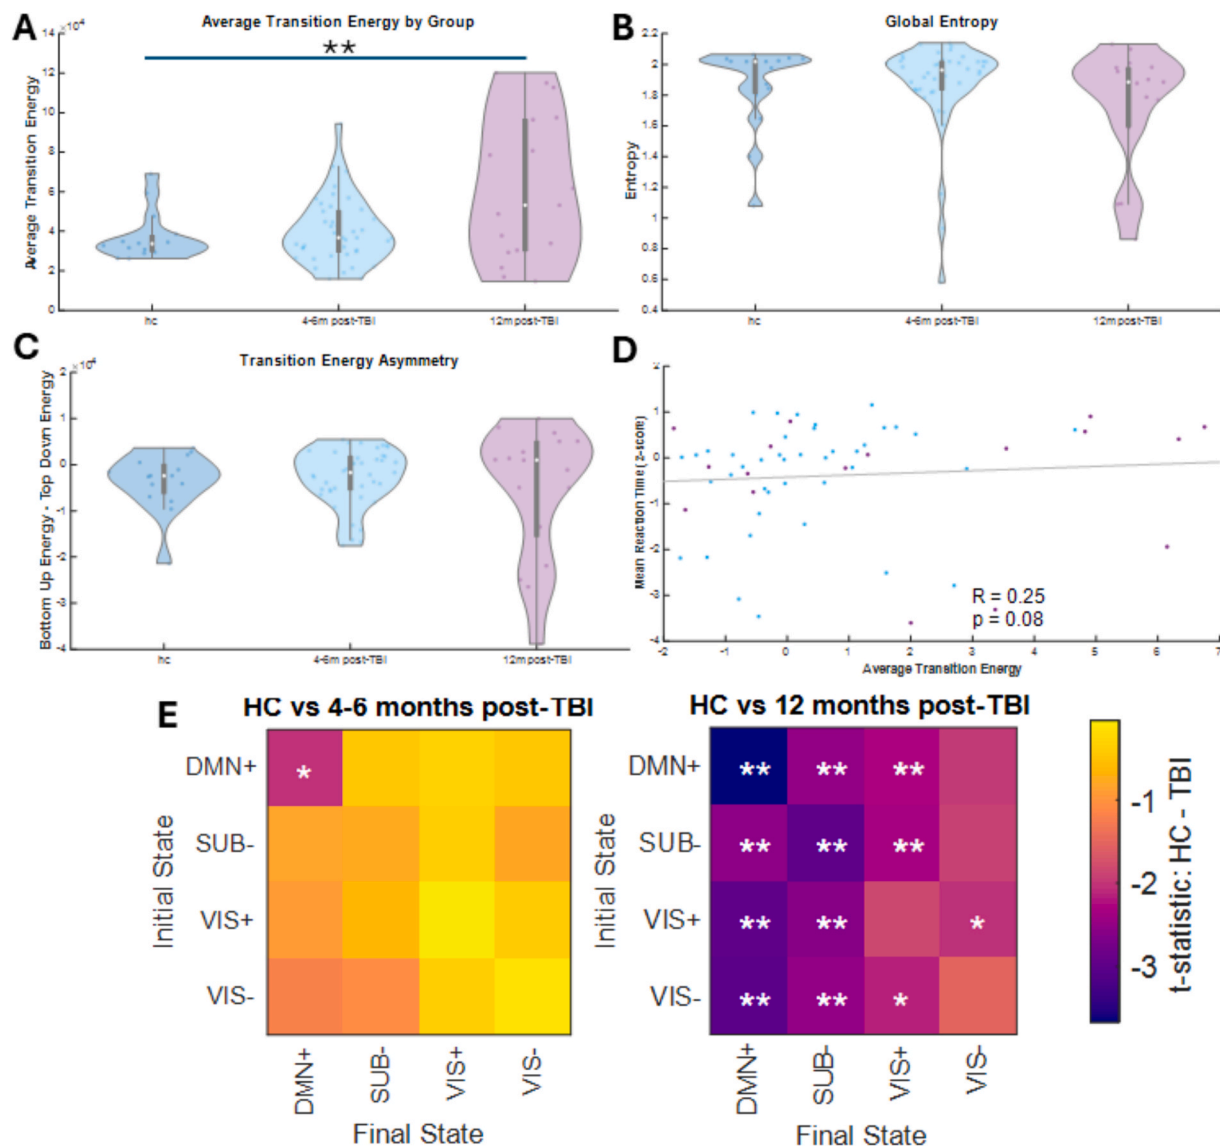 A
Average Transition Energy by Group
×10⁴
14
12
10
8
6
4
2
0
Average Transition Energy
**
hc
4-6m post-TBI
12m post-TBI
B
Global Entropy
2.2
2
1.8
1.6
1.4
1.2
1
0.8
0.6
0.4
Entropy
hc
4-6m post-TBI
12m post-TBI
C
Transition Energy Asymmetry
×10⁴
2
1
0
-1
-2
-3
-4
Bottom Up Energy - Top Down Energy
hc
4-6m post-TBI
12m post-TBI
D
2
1
0
-1
-2
-3
-4
Mean Reaction Time (Z-score)
R = 0.25
p = 0.08
-2 -1 0 1 2 3 4 5 6 7
Average Transition Energy
E
HC vs 4-6 months post-TBI
Initial State
DMN+
*
SUB-
VIS+
VIS-
DMN+ SUB- VIS+ VIS-
Final State
HC vs 12 months post-TBI
Initial State
DMN+ ** ** **
SUB- ** ** **
VIS+ ** ** *
VIS- ** ** *
DMN+ SUB- VIS+ VIS-
Final State
-1
-2
-3
t-statistic: HC - TBI